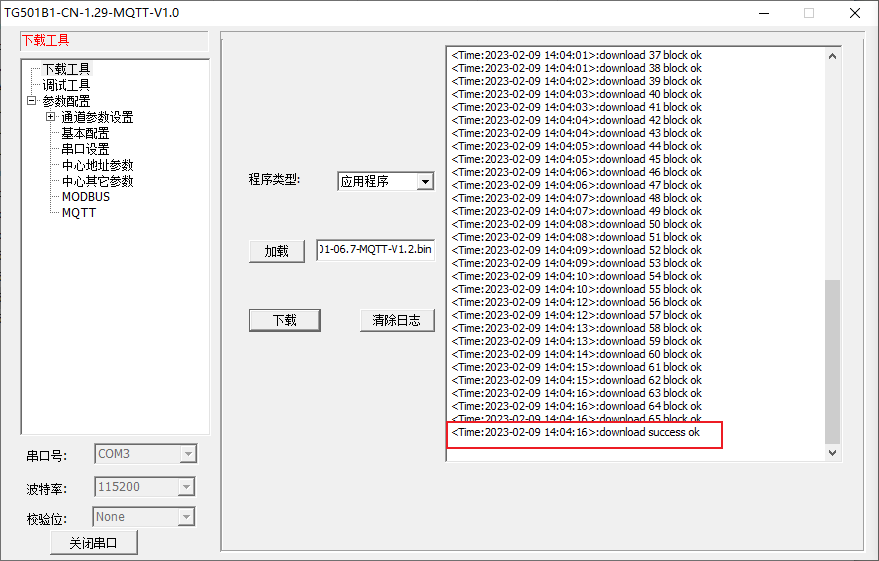 TG501B1-CN-1.29-MQTT-V1.0
下载工具
下载工具
调试工具
参数配置
通道参数设置
基本配置
串口设置
中心地址参数
中心其它参数
MODBUS
MQTT
串口号:
COM3
波特率:
115200
校验位:
None
关闭串口
程序类型:
应用程序
加载
01-06.7-MQTT-V1.2.bin
下载
清除日志
<Time:2023-02-09 14:04:01>:download 37 block ok
<Time:2023-02-09 14:04:01>:download 38 block ok
<Time:2023-02-09 14:04:02>:download 39 block ok
<Time:2023-02-09 14:04:03>:download 40 block ok
<Time:2023-02-09 14:04:03>:download 41 block ok
<Time:2023-02-09 14:04:04>:download 42 block ok
<Time:2023-02-09 14:04:04>:download 43 block ok
<Time:2023-02-09 14:04:05>:download 44 block ok
<Time:2023-02-09 14:04:05>:download 45 block ok
<Time:2023-02-09 14:04:06>:download 46 block ok
<Time:2023-02-09 14:04:06>:download 47 block ok
<Time:2023-02-09 14:04:07>:download 48 block ok
<Time:2023-02-09 14:04:07>:download 49 block ok
<Time:2023-02-09 14:04:08>:download 50 block ok
<Time:2023-02-09 14:04:08>:download 51 block ok
<Time:2023-02-09 14:04:09>:download 52 block ok
<Time:2023-02-09 14:04:09>:download 53 block ok
<Time:2023-02-09 14:04:10>:download 54 block ok
<Time:2023-02-09 14:04:10>:download 55 block ok
<Time:2023-02-09 14:04:12>:download 56 block ok
<Time:2023-02-09 14:04:12>:download 57 block ok
<Time:2023-02-09 14:04:13>:download 58 block ok
<Time:2023-02-09 14:04:13>:download 59 block ok
<Time:2023-02-09 14:04:14>:download 60 block ok
<Time:2023-02-09 14:04:15>:download 61 block ok
<Time:2023-02-09 14:04:15>:download 62 block ok
<Time:2023-02-09 14:04:16>:download 63 block ok
<Time:2023-02-09 14:04:16>:download 64 block ok
<Time:2023-02-09 14:04:16>:download 65 block ok
<Time:2023-02-09 14:04:16>:download success ok